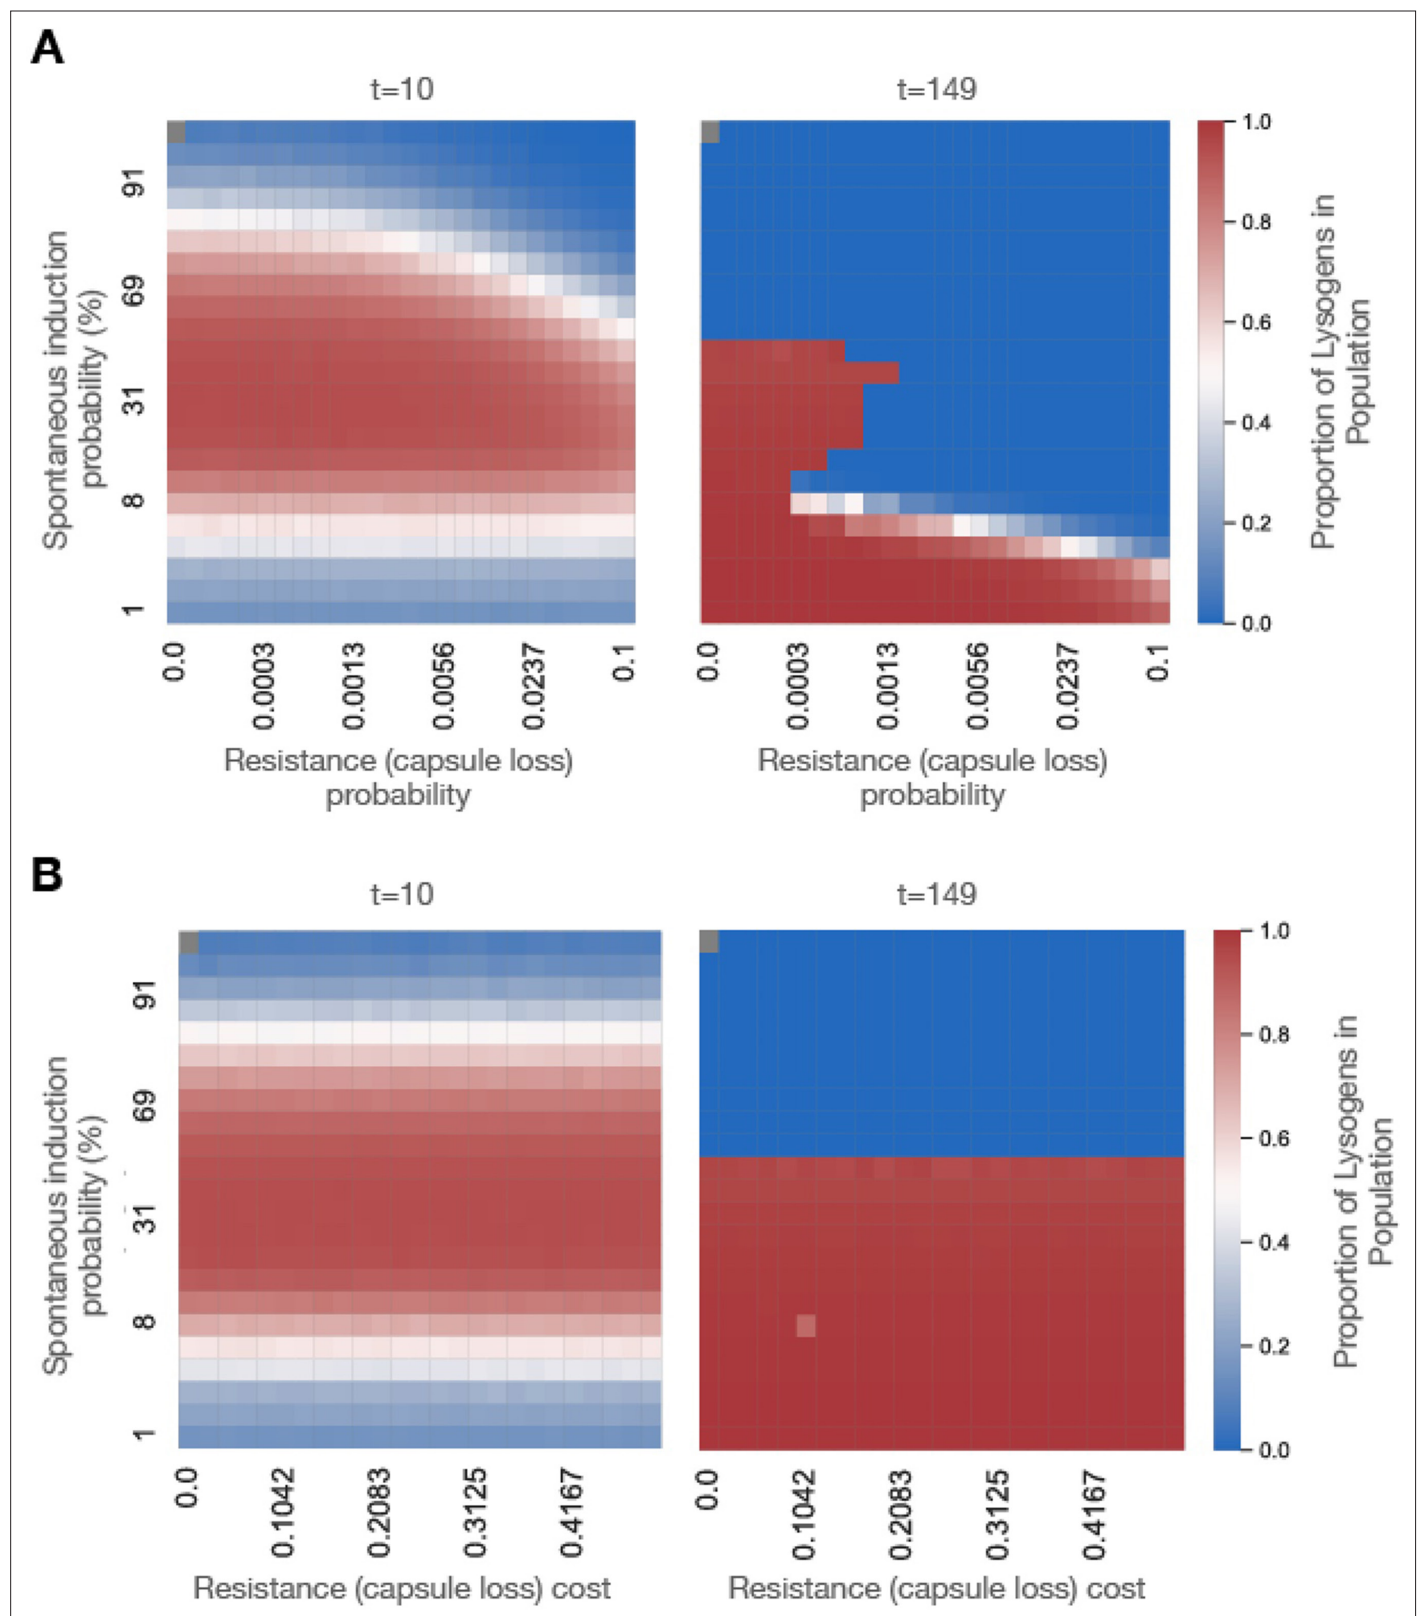 A
t=10
t=149
Spontaneous induction
probability (%)
91
69
31
8
1
0.0
0.0003
0.0013
0.0056
0.0237
0.1
Resistance (capsule loss)
probability
0.0
0.0003
0.0013
0.0056
0.0237
0.1
Resistance (capsule loss)
probability
1.0
0.8
0.6
0.4
0.2
0.0
Proportion of Lysogens in
Population
B
t=10
t=149
Spontaneous induction
probability (%)
91
69
31
8
1
0.0
0.1042
0.2083
0.3125
0.4167
Resistance (capsule loss) cost
0.0
0.1042
0.2083
0.3125
0.4167
Resistance (capsule loss) cost
1.0
0.8
0.6
0.4
0.2
0.0
Proportion of Lysogens in
Population